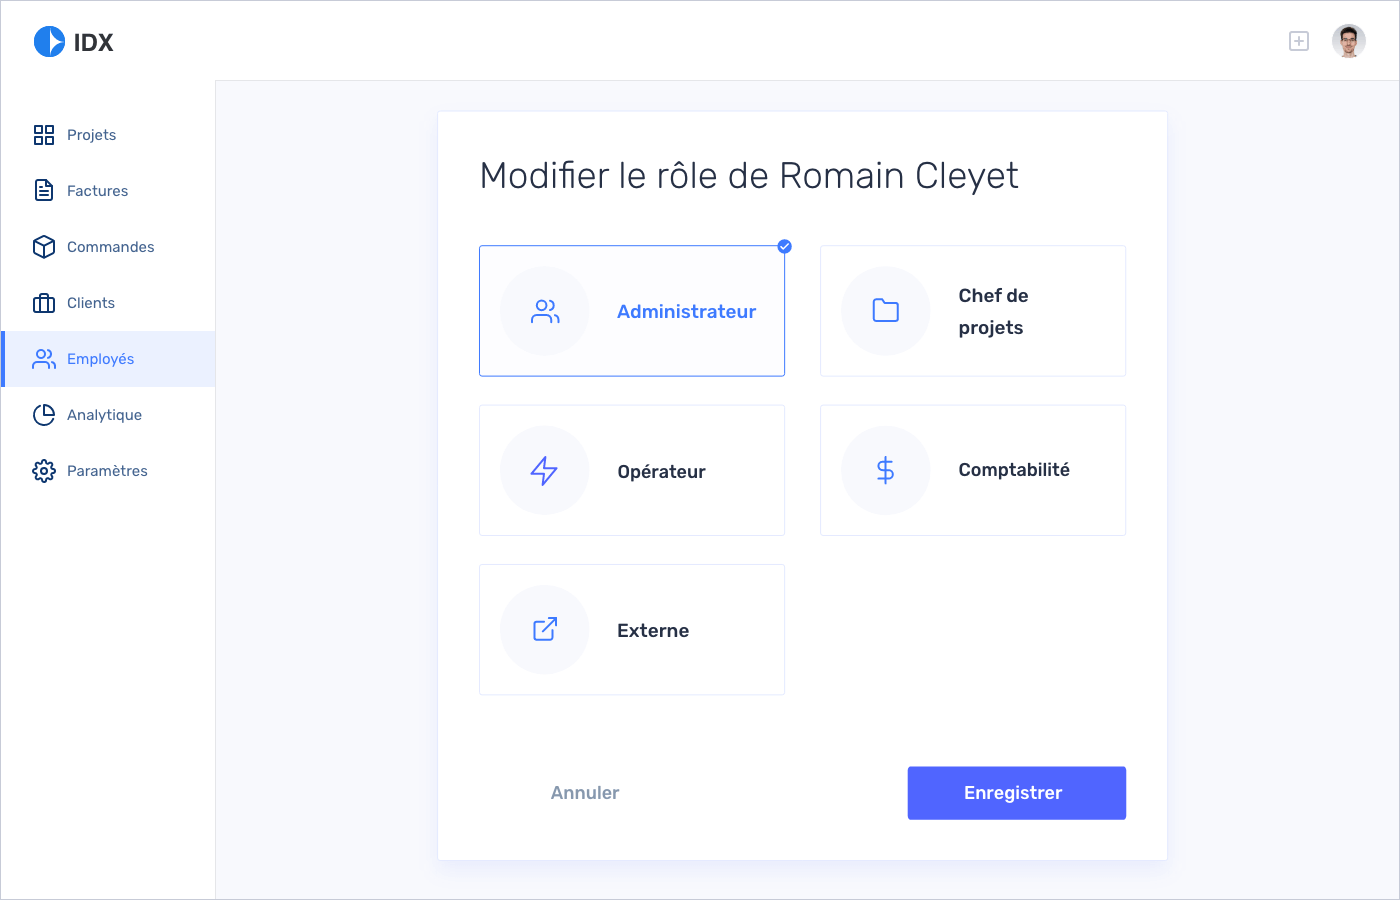 IDX
Projets
Factures
Commandes
Clients
Employés
Analytique
Paramètres
Modifier le rôle de Romain Cleyet
Administrateur
Chef de
projets
Opérateur
Comptabilité
Externe
Annuler
Enregistrer